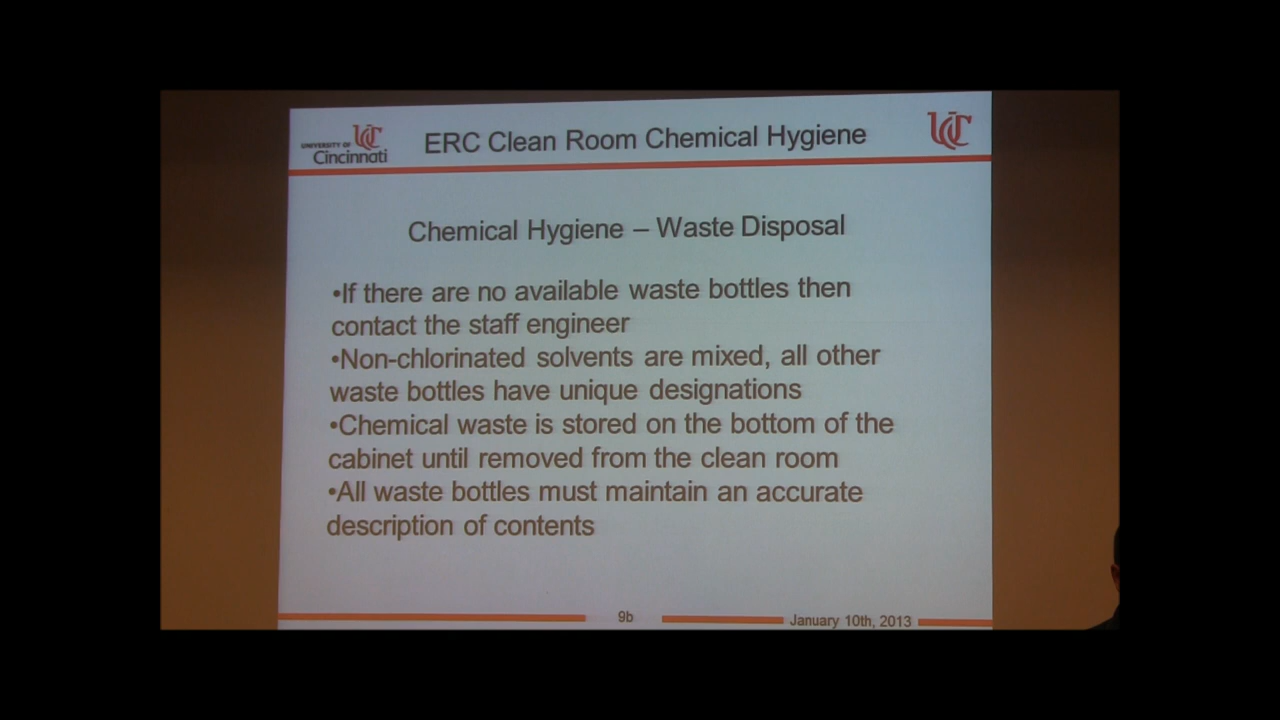 UNIVERSITY OF
Cincinnati
UC
ERC Clean Room Chemical Hygiene
UC
Chemical Hygiene – Waste Disposal
•If there are no available waste bottles then
contact the staff engineer
•Non-chlorinated solvents are mixed, all other
waste bottles have unique designations
•Chemical waste is stored on the bottom of the
cabinet until removed from the clean room
•All waste bottles must maintain an accurate
description of contents
9b
January 10th, 2013